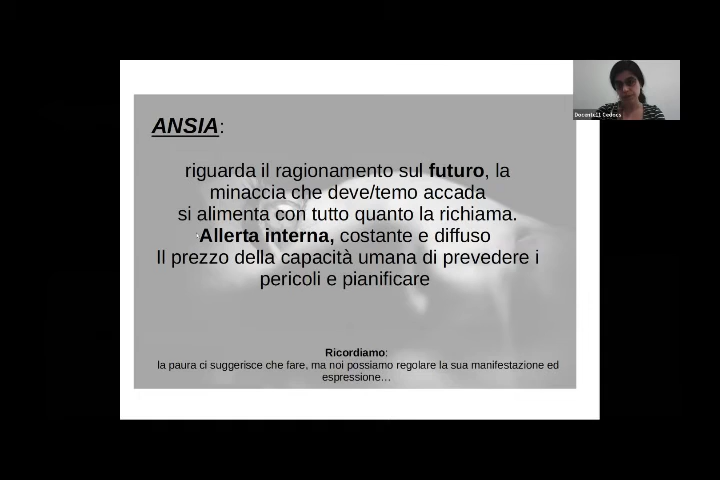 ANSIA:
riguarda il ragionamento sul futuro, la
minaccia che deve/temo accada
si alimenta con tutto quanto la richiama.
Allerta interna, costante e diffuso
Il prezzo della capacità umana di prevedere i
pericoli e pianificare
Ricordiamo:
la paura ci suggerisce che fare, ma noi possiamo regolare la sua manifestazione ed
espressione…
Docenti11 Cedocs